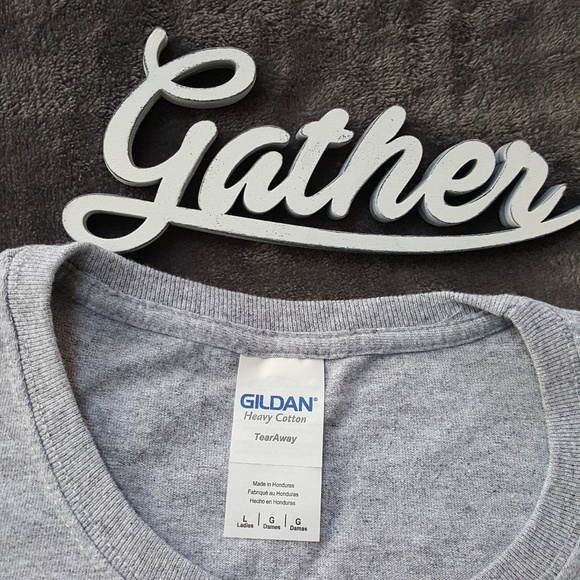 Gather
GILDAN®
Heavy Cotton
TearAway
Made in Honduras
Fabriqué au Honduras
Hecho en Honduras
L | G | G
Ladies | Dames | Damas